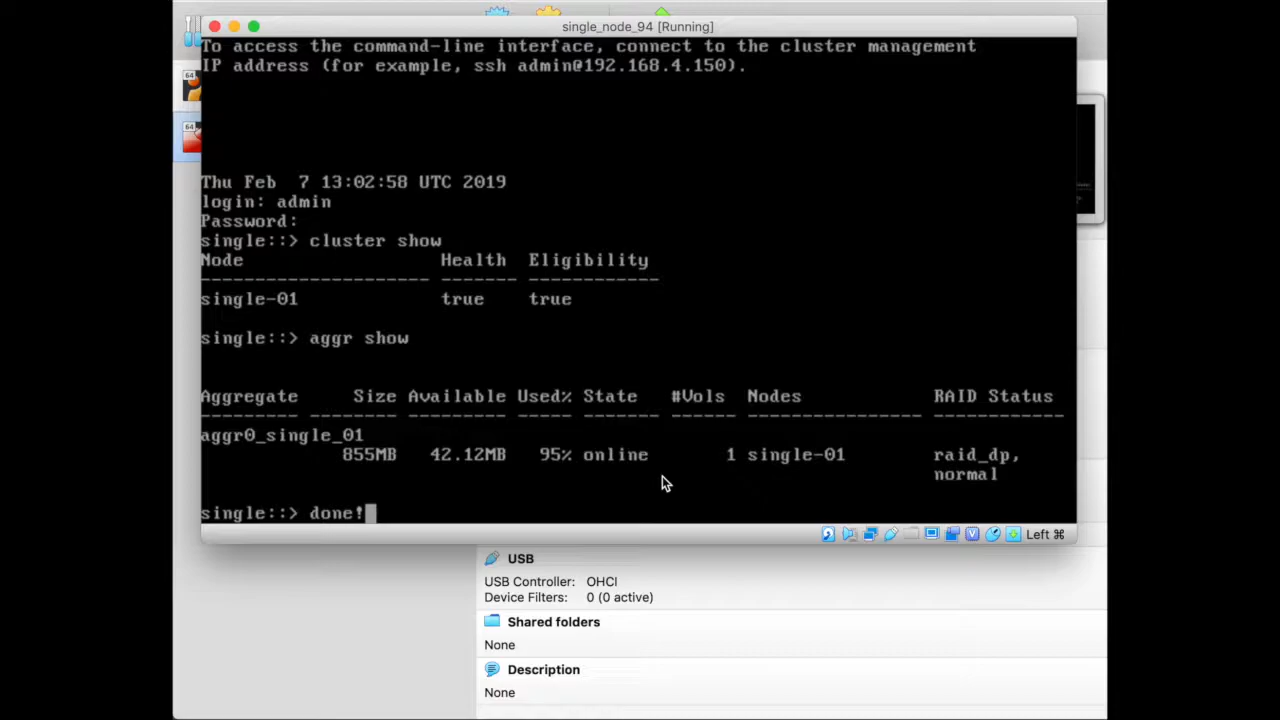 single_node_94 [Running]
To access the command-line interface, connect to the cluster management
IP address (for example, ssh admin@192.168.4.150).
64
64
Thu Feb  7 13:02:58 UTC 2019
login: admin
Password:
single::> cluster show
Node                  Health  Eligibility
--------------------- ------- ------------
single-01             true    true
single::> aggr show
Aggregate     Size Available Used% State   #Vols  Nodes            RAID Status
--------- -------- --------- ----- ------- ------ ---------------- ------------
aggr0_single_01
             855MB   42.12MB   95% online       1 single-01        raid_dp,
                                                                   normal
single::> done!
Left ⌘
USB
USB Controller: OHCI
Device Filters: 0 (0 active)
Shared folders
None
Description
None